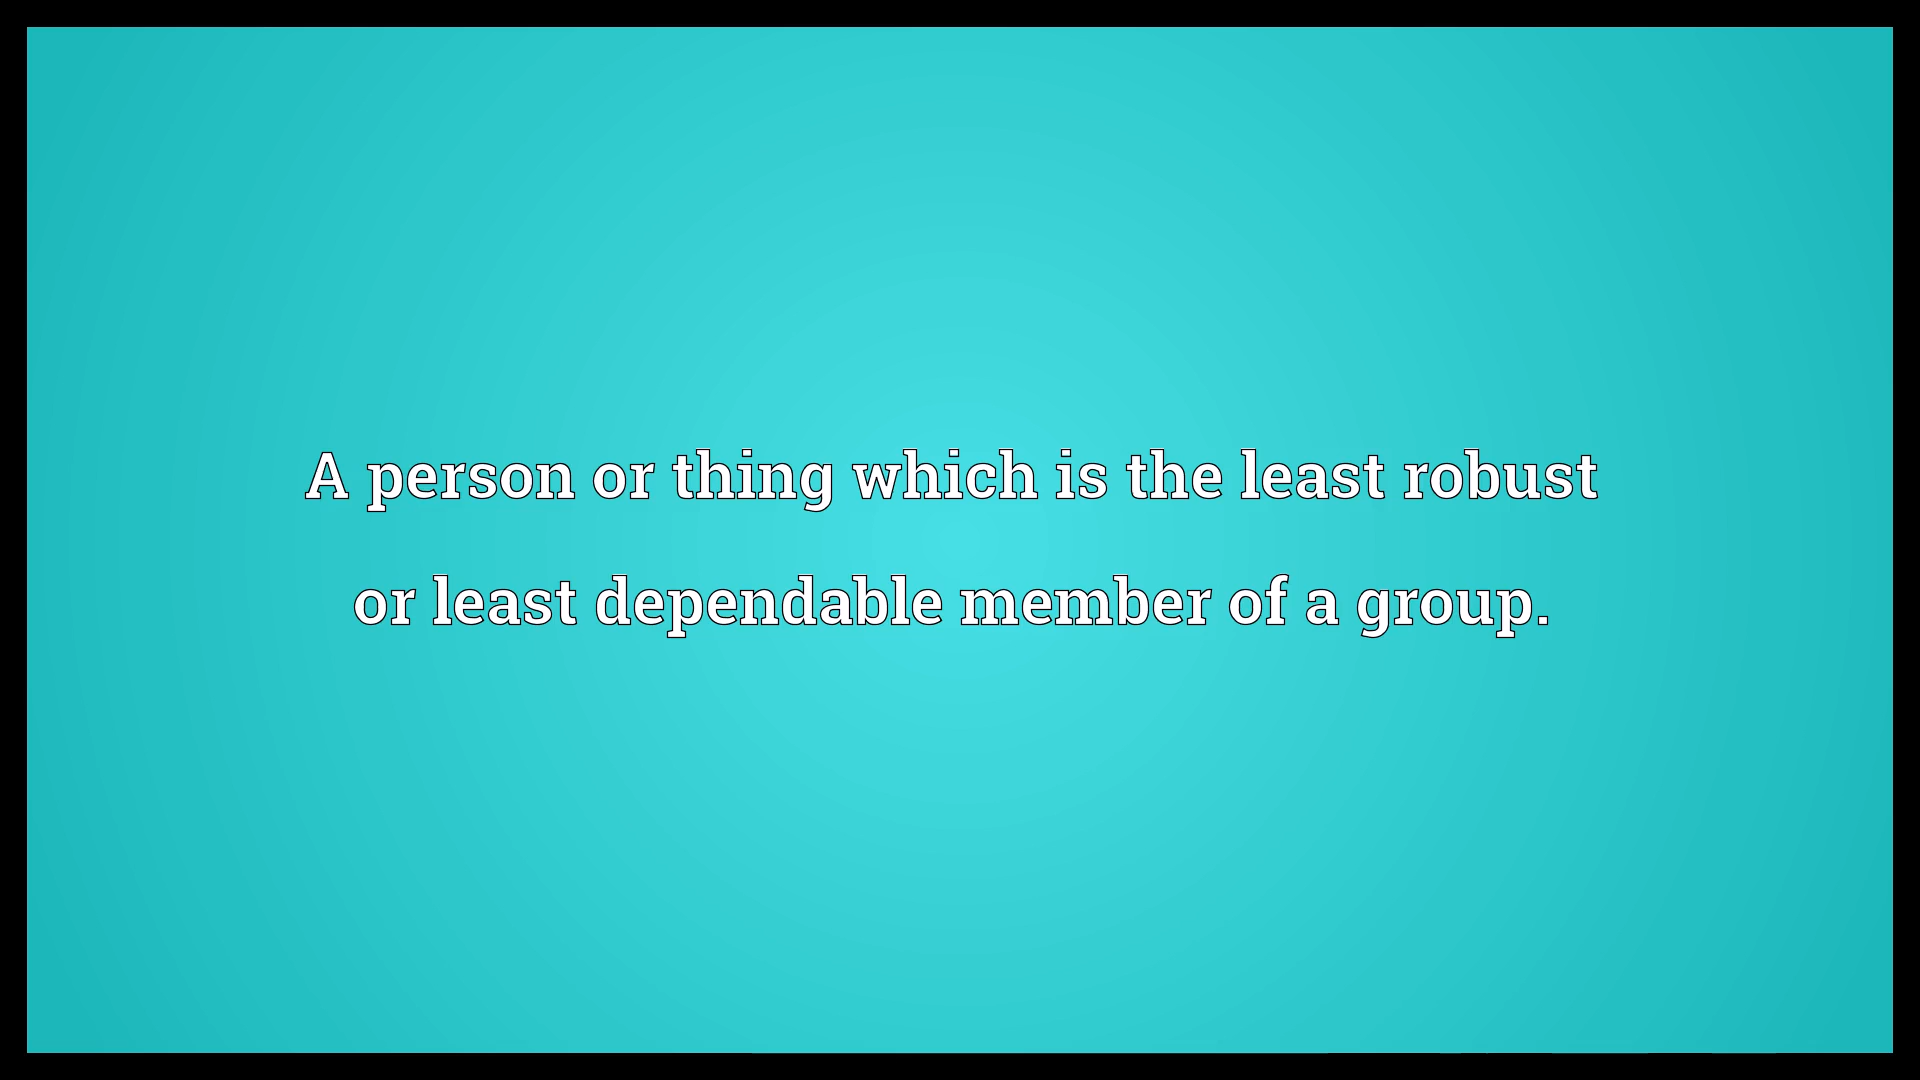 A person or thing which is the least robust
or least dependable member of a group.